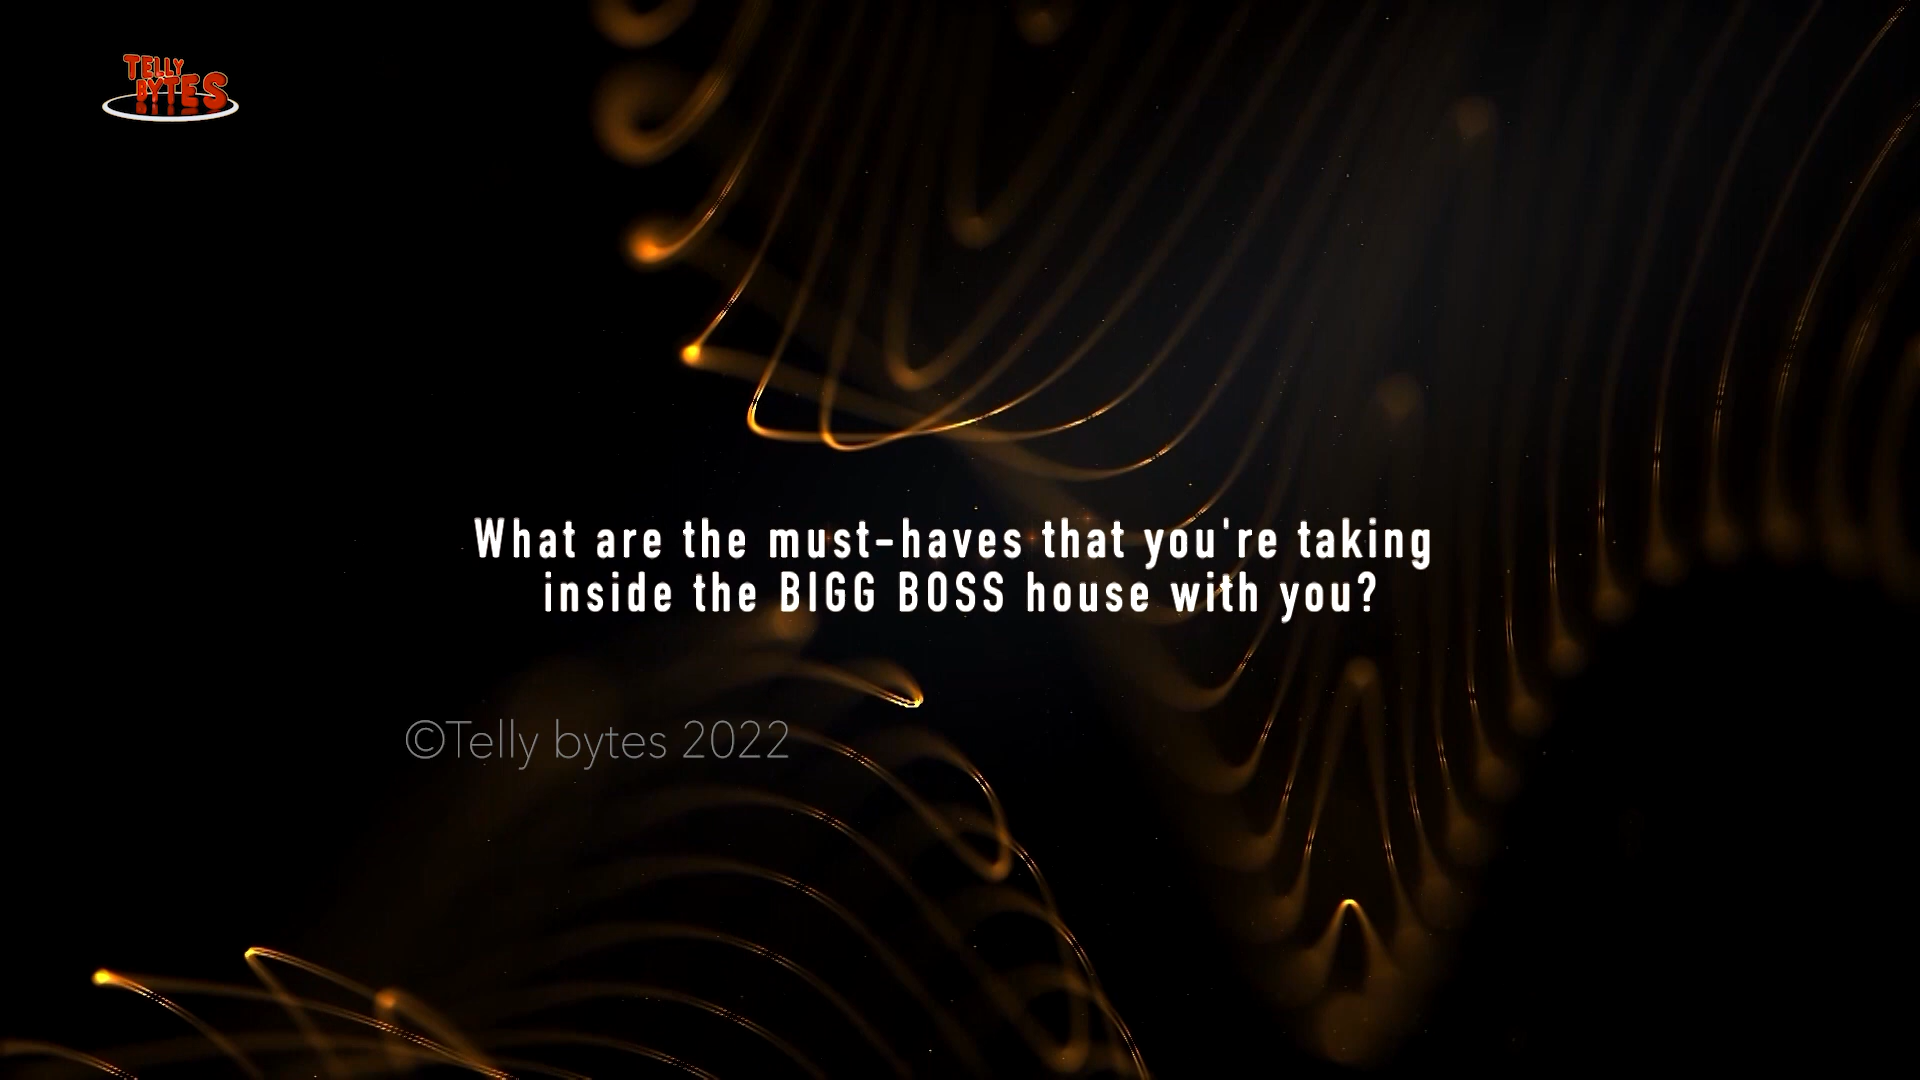 TELLY
BYTES
What are the must-haves that you're taking
inside the BIGG BOSS house with you?
©Telly bytes 2022